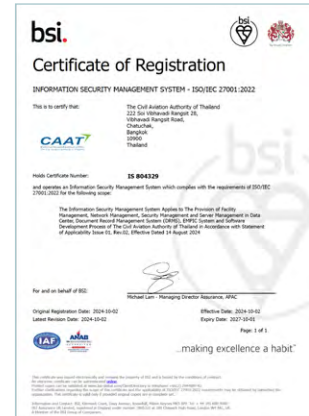 bsi.
bsi
Certificate of Registration
INFORMATION SECURITY MANAGEMENT SYSTEM - ISO/IEC 27001:2022
This is to certify that:
The Civil Aviation Authority of Thailand
222 Soi Vibhavadi Rangsit 28,
Vibhavadi Rangsit Road,
Chatuchak,
Bangkok
10900
Thailand
CAAT
Holds Certificate Number:
IS 804329
and operates an Information Security Management System which complies with the requirements of ISO/IEC
27001:2022 for the following scope:
The Information Security Management System Applies to The Provision of Facility
Management, Network Management, Security Management and Server Management in Data
Center, Document Record Management System (DRMS), EMPIC System and Software
Development Process of The Civil Aviation Authority of Thailand in Accordance with Statement
of Applicability Issue 01, Rev.02, Effective Dated 14 August 2024
For and on behalf of BSI:
Michael Lam - Managing Director Assurance, APAC
Original Registration Date: 2024-10-02
Effective Date: 2024-10-02
Latest Revision Date: 2024-10-02
Expiry Date: 2027-10-01
Page: 1 of 1
IAF
ANAB
...making excellence a habit.